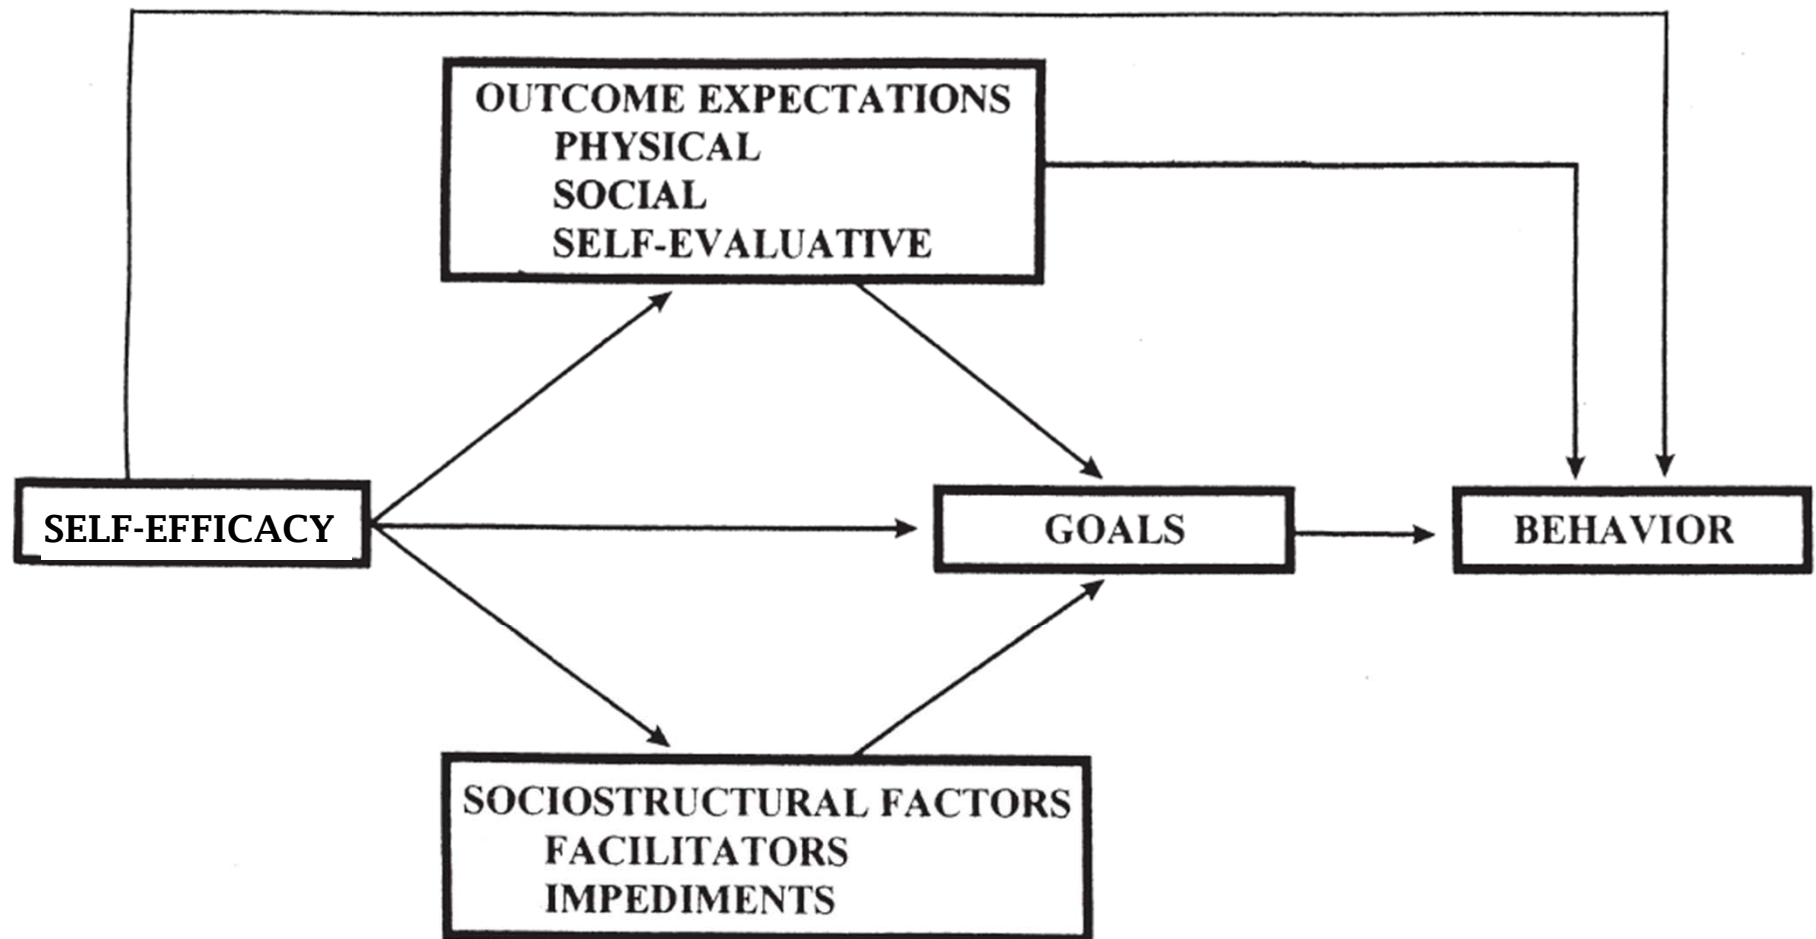 OUTCOME EXPECTATIONS
PHYSICAL
SOCIAL
SELF-EVALUATIVE
SELF-EFFICACY
GOALS
BEHAVIOR
SOCIOSTRUCTURAL FACTORS
FACILITATORS
IMPEDIMENTS